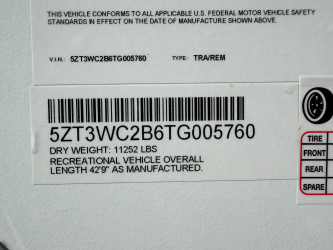 THIS VEHICLE CONFORMS TO ALL APPLICABLE U.S. FEDERAL MOTOR VEHICLE SAFETY
STANDARDS IN EFFECT ON THE DATE OF MANUFACTURE SHOWN ABOVE.
V.I.N.: 5ZT3WC2B6TG005760 TYPE: TRA/REM
5ZT3WC2B6TG005760
DRY WEIGHT: 11252 LBS
RECREATIONAL VEHICLE OVERALL
LENGTH 42'9" AS MANUFACTURED.
TIRE
FRONT
REAR
SPARE